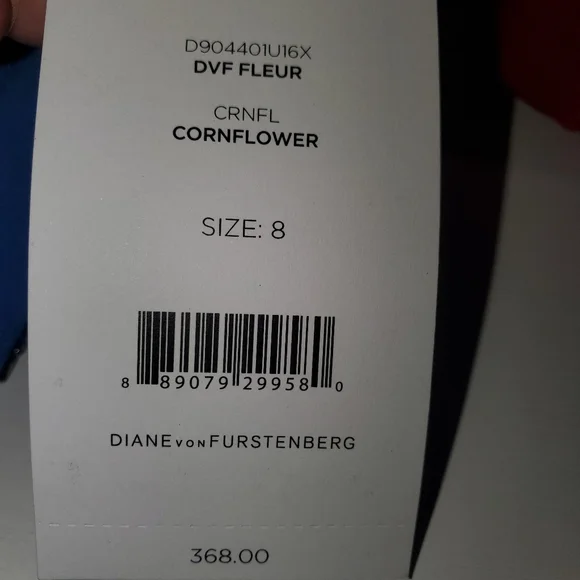 D904401U16X
DVF FLEUR
CRNFL
CORNFLOWER
SIZE: 8
8 89079 29958 0
DIANE VON FURSTENBERG
368.00